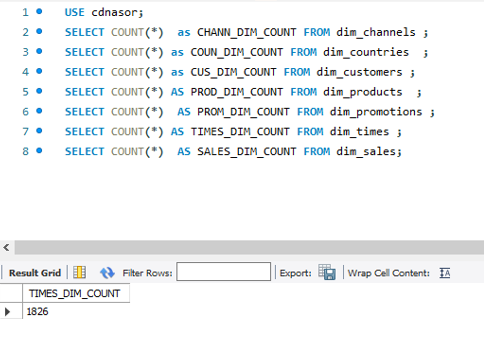 1 USE cdnasor;
2 SELECT COUNT(*) as CHANN_DIM_COUNT FROM dim_channels ;
3 SELECT COUNT(*) as COUN_DIM_COUNT FROM dim_countries ;
4 SELECT COUNT(*) as CUS_DIM_COUNT FROM dim_customers ;
5 SELECT COUNT(*) AS PROD_DIM_COUNT FROM dim_products ;
6 SELECT COUNT(*) AS PROM_DIM_COUNT FROM dim_promotions ;
7 SELECT COUNT(*) AS TIMES_DIM_COUNT FROM dim_times ;
8 SELECT COUNT(*) AS SALES_DIM_COUNT FROM dim_sales;
Result Grid Filter Rows: Export: Wrap Cell Content:
TIMES_DIM_COUNT
1826